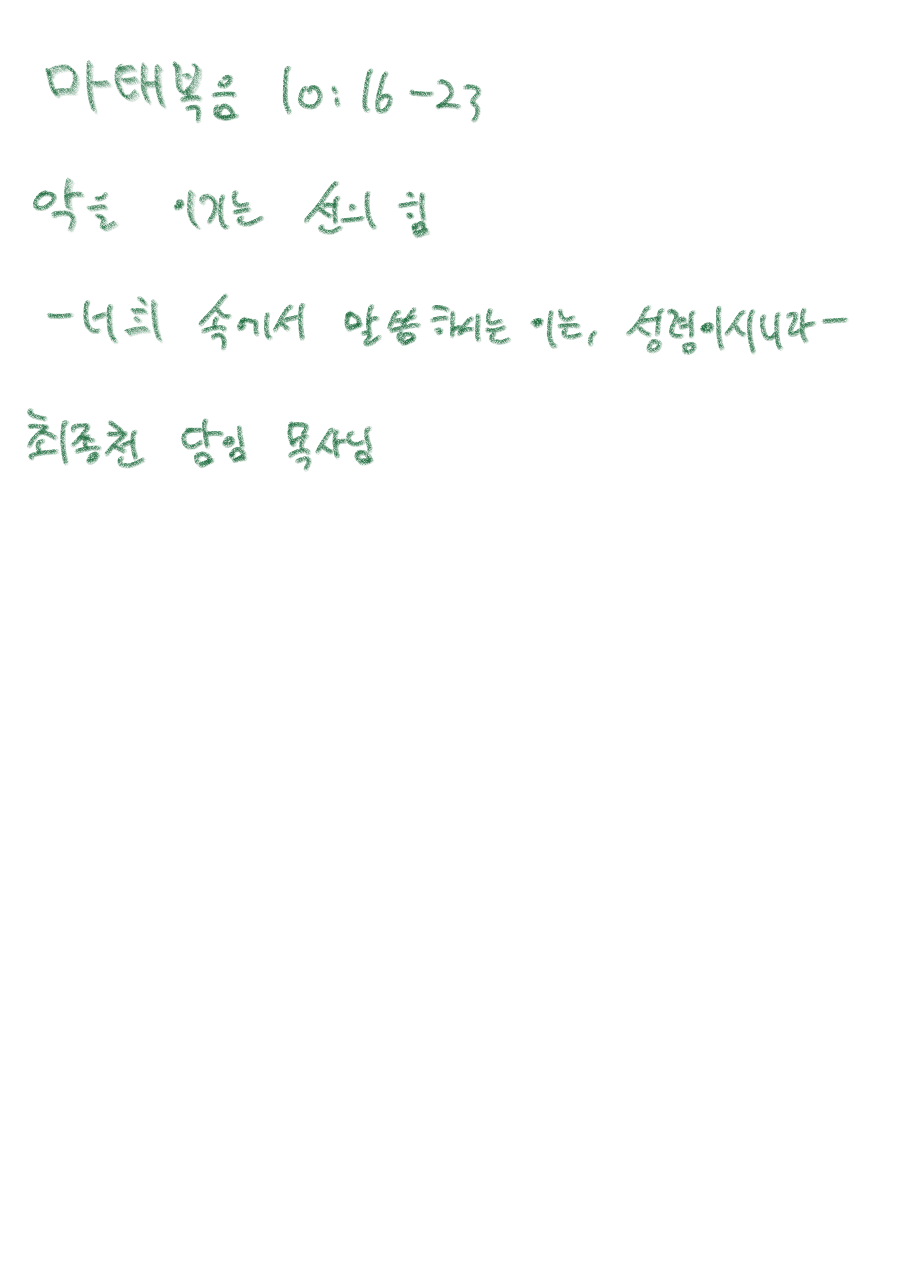 마태복음 10:16-23
악을 이기는 선의 힘
-너희 속에서 말씀하시는 이는, 성령이시니라-
최종천 담임 목사님